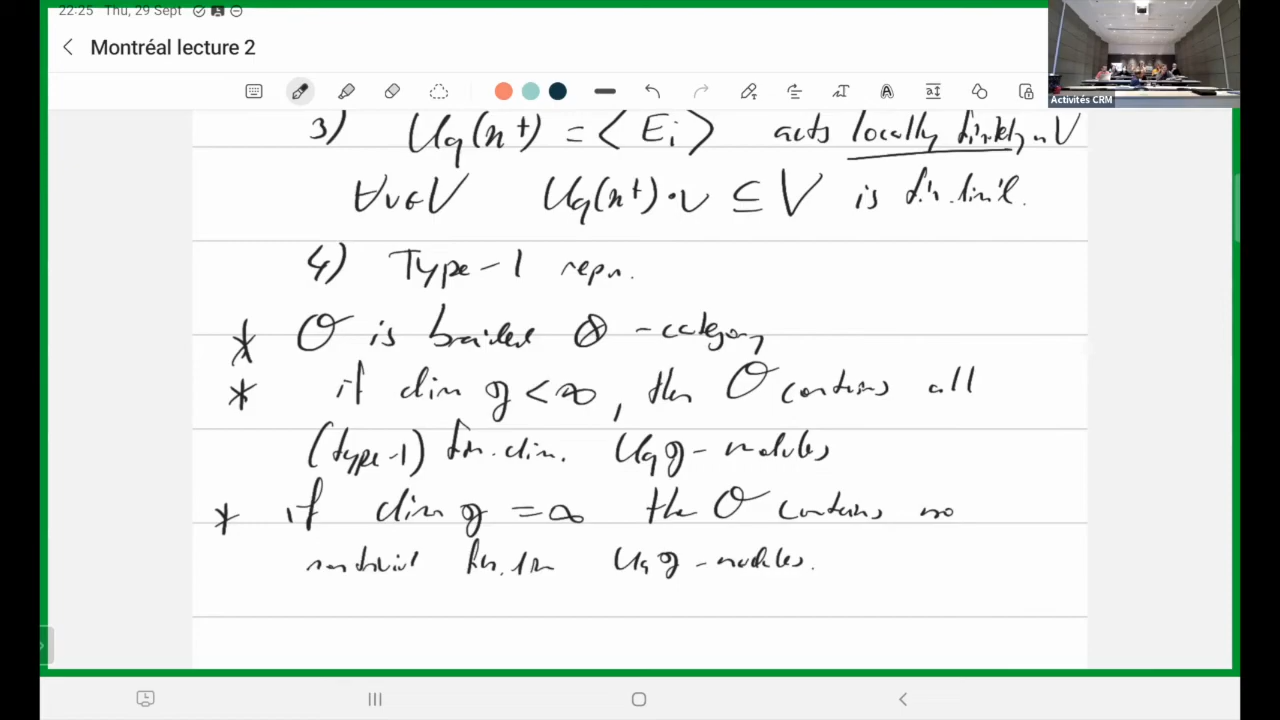 22:25 Thu, 29 Sept
Montréal lecture 2
Activités CRM
3) Uq(n+) = <Ei> acts locally finitely on V
∀v∈V Uq(n+)·v ⊆ V is fin.dim'l.
4) Type-1 repn.
* O is braided ⊗-category
* if dim g < ∞, then O contains all
(type-1) fin.dim. Uqg-modules
* if dim g = ∞ the O contains no
nontrivial fin.dim Uqg-modules.